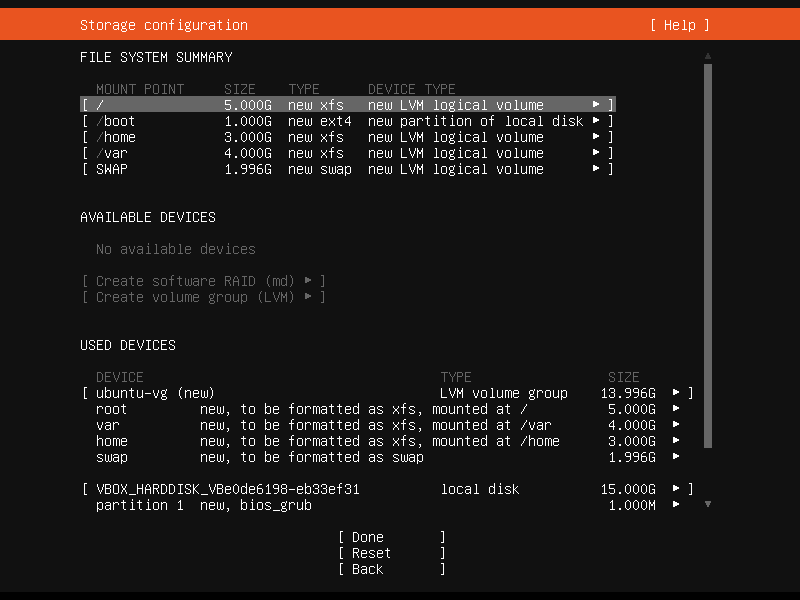 Storage configuration [ Help ]
FILE SYSTEM SUMMARY
MOUNT POINT SIZE TYPE DEVICE TYPE
[ / 5.000G new xfs new LVM logical volume ▸ ]
[ /boot 1.000G new ext4 new partition of local disk ▸ ]
[ /home 3.000G new xfs new LVM logical volume ▸ ]
[ /var 4.000G new xfs new LVM logical volume ▸ ]
[ SWAP 1.996G new swap new LVM logical volume ▸ ]
AVAILABLE DEVICES
No available devices
[ Create software RAID (md) ▸ ]
[ Create volume group (LVM) ▸ ]
USED DEVICES
DEVICE TYPE SIZE
[ ubuntu-vg (new) LVM volume group 13.996G ▸ ]
root new, to be formatted as xfs, mounted at / 5.000G ▸
var new, to be formatted as xfs, mounted at /var 4.000G ▸
home new, to be formatted as xfs, mounted at /home 3.000G ▸
swap new, to be formatted as swap 1.996G ▸
[ VBOX_HARDDISK_VBe0de6198-eb33ef31 local disk 15.000G ▸ ]
partition 1 new, bios_grub 1.000M ▸
[ Done ]
[ Reset ]
[ Back ]